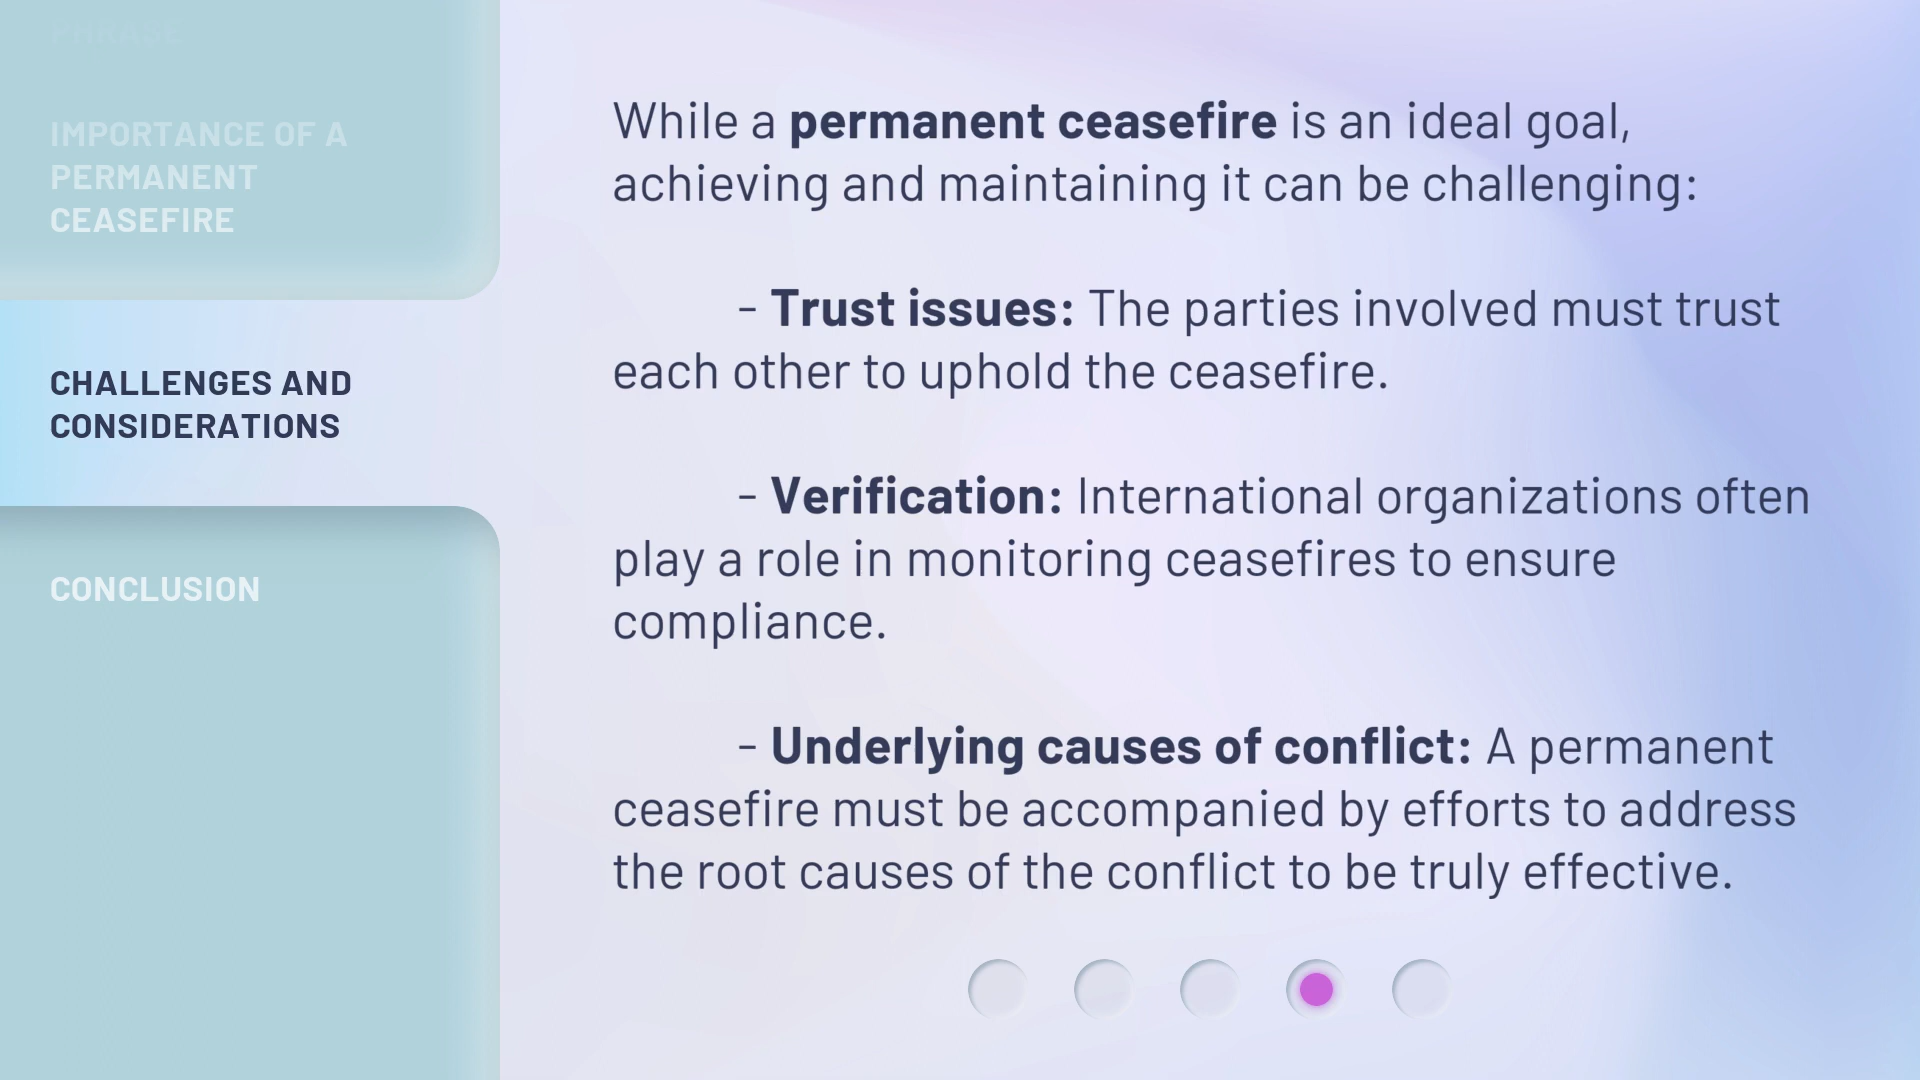 PHRASE
IMPORTANCE OF A
PERMANENT
CEASEFIRE
CHALLENGES AND
CONSIDERATIONS
CONCLUSION
While a permanent ceasefire is an ideal goal,
achieving and maintaining it can be challenging:
- Trust issues: The parties involved must trust
each other to uphold the ceasefire.
- Verification: International organizations often
play a role in monitoring ceasefires to ensure
compliance.
- Underlying causes of conflict: A permanent
ceasefire must be accompanied by efforts to address
the root causes of the conflict to be truly effective.